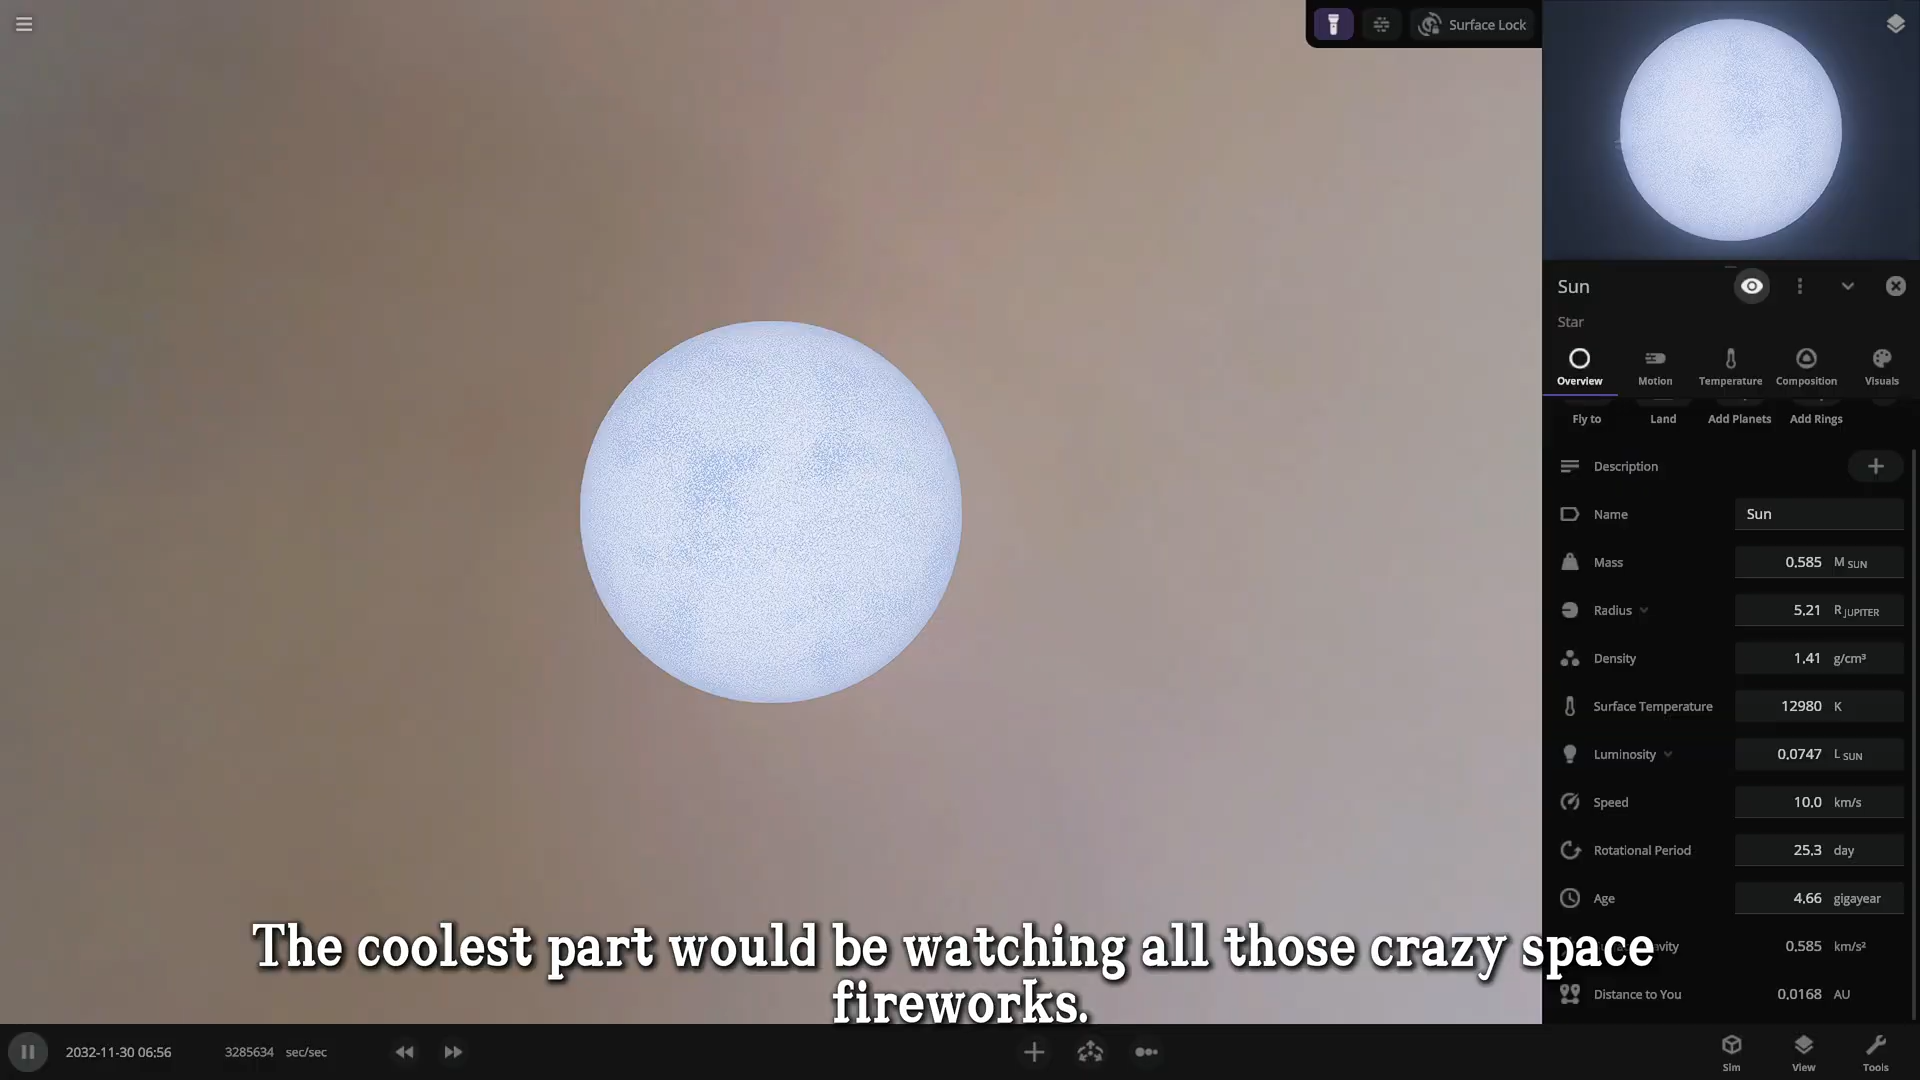 Surface Lock
Sun
Star
Overview
Motion
Temperature
Composition
Visuals
Fly to
Land
Add Planets
Add Rings
Description
Name Sun
Mass 0.585 M SUN
Radius 5.21 R JUPITER
Density 1.41 g/cm³
Surface Temperature 12980 K
Luminosity 0.0747 L SUN
Speed 10.0 km/s
Rotational Period 25.3 day
Age 4.66 gigayear
0.585 km/s²
Distance to You 0.0168 AU
The coolest part would be watching all those crazy space
fireworks.
2032-11-30 06:56
3285634 sec/sec
Sim
View
Tools